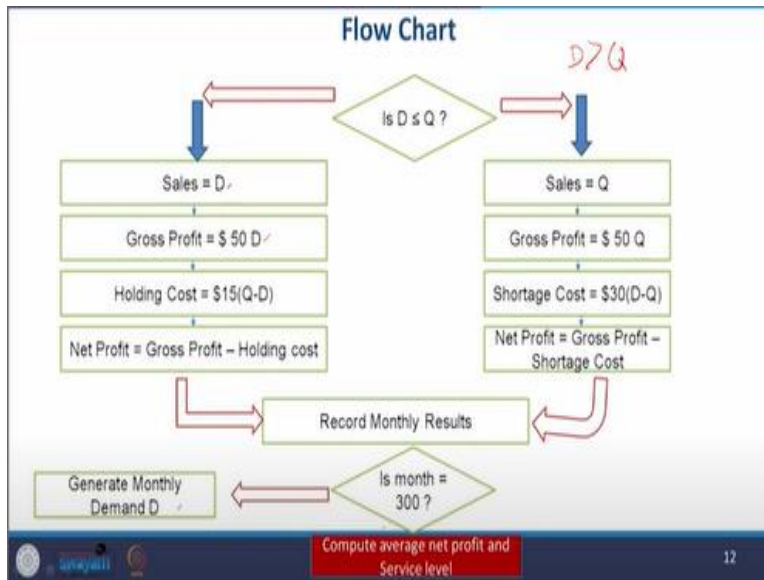 Flow Chart
D>Q
Is D ≤ Q ?
Sales = D
Sales = Q
Gross Profit = $ 50 D
Gross Profit = $ 50 Q
Holding Cost = $15(Q-D)
Shortage Cost = $30(D-Q)
Net Profit = Gross Profit – Holding cost
Net Profit = Gross Profit –
Shortage Cost
Record Monthly Results
Generate Monthly
Demand D
Is month =
300 ?
Compute average net profit and
Service level
swayam
12